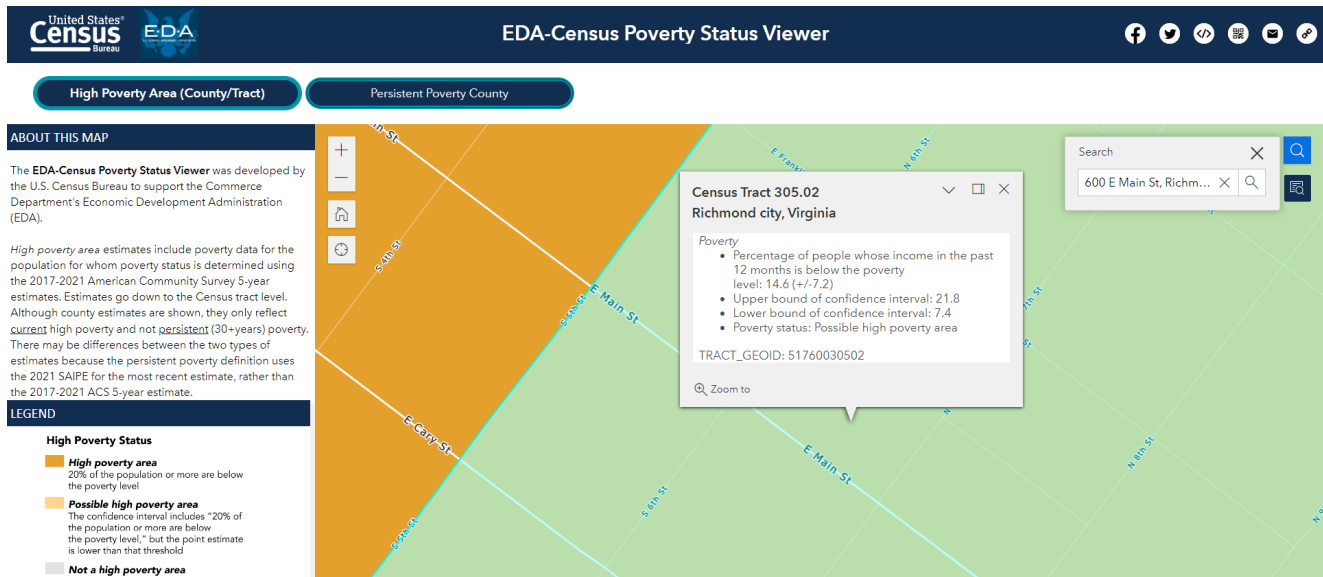 United States®
Census
Bureau
EDA
EDA-Census Poverty Status Viewer
High Poverty Area (County/Tract)
Persistent Poverty County
ABOUT THIS MAP
The EDA-Census Poverty Status Viewer was developed by
the U.S. Census Bureau to support the Commerce
Department's Economic Development Administration
(EDA).
High poverty area estimates include poverty data for the
population for whom poverty status is determined using
the 2017-2021 American Community Survey 5-year
estimates. Estimates go down to the Census tract level.
Although county estimates are shown, they only reflect
current high poverty and not persistent (30+years) poverty.
There may be differences between the two types of
estimates because the persistent poverty definition uses
the 2021 SAIPE for the most recent estimate, rather than
the 2017-2021 ACS 5-year estimate.
LEGEND
High Poverty Status
High poverty area
20% of the population or more are below
the poverty level
Possible high poverty area
The confidence interval includes "20% of
the population or more are below
the poverty level," but the point estimate
is lower than that threshold
Not a high poverty area
in St
S 4th St
E Main St
S 5th St
E Cary St
S 5th St
E Frankl
N 6th St
Census Tract 305.02
Richmond city, Virginia
Poverty
• Percentage of people whose income in the past
12 months is below the poverty
level: 14.6 (+/-7.2)
• Upper bound of confidence interval: 21.8
• Lower bound of confidence interval: 7.4
• Poverty status: Possible high poverty area
TRACT_GEOID: 51760030502
Zoom to
Search
600 E Main St, Richm...
7th St
St
N
E Main St
S 6th St
N 8th St